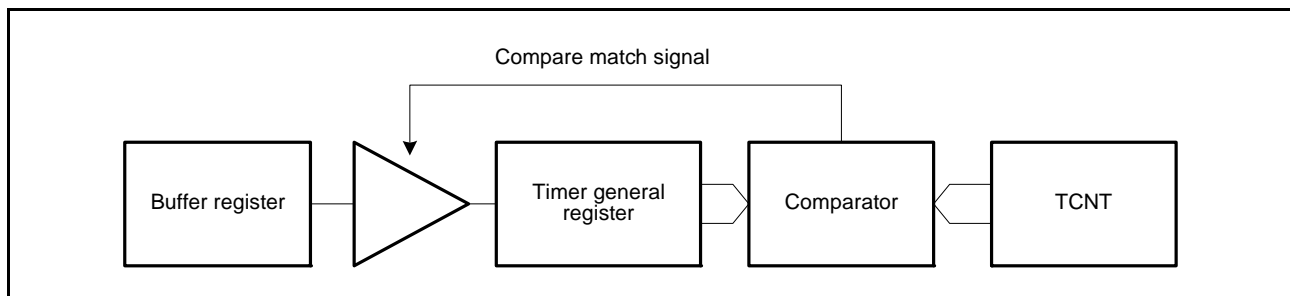 Compare match signal
Buffer register
Timer general
register
Comparator
TCNT